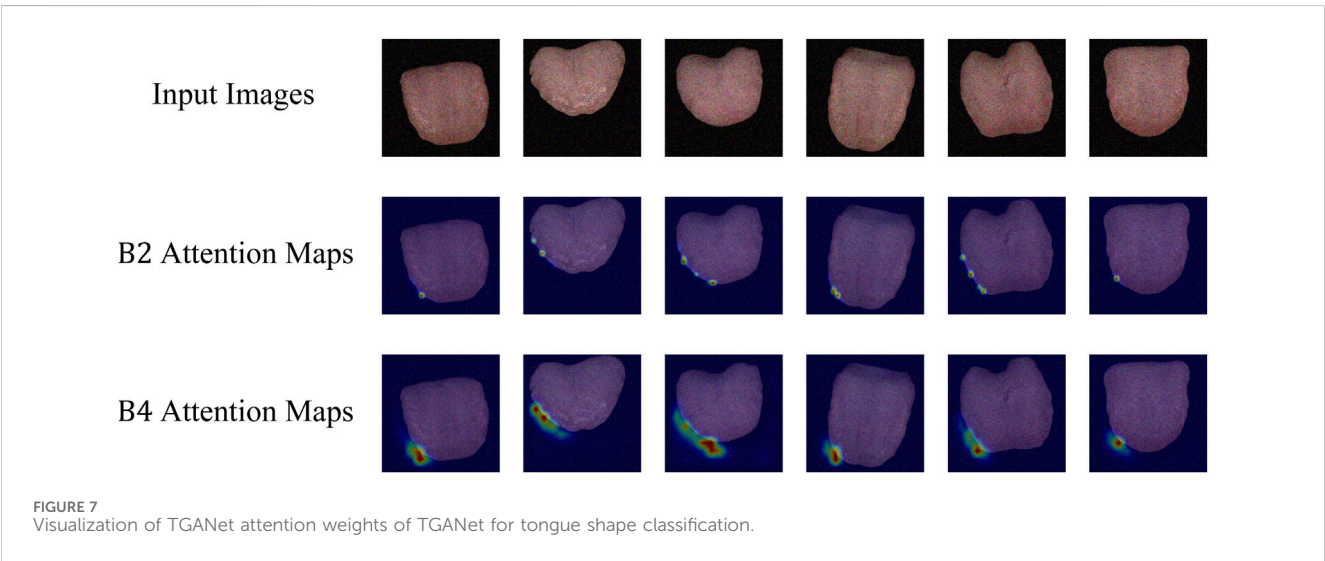 Input Images
B2 Attention Maps
B4 Attention Maps
FIGURE 7
Visualization of TGANet attention weights of TGANet for tongue shape classification.